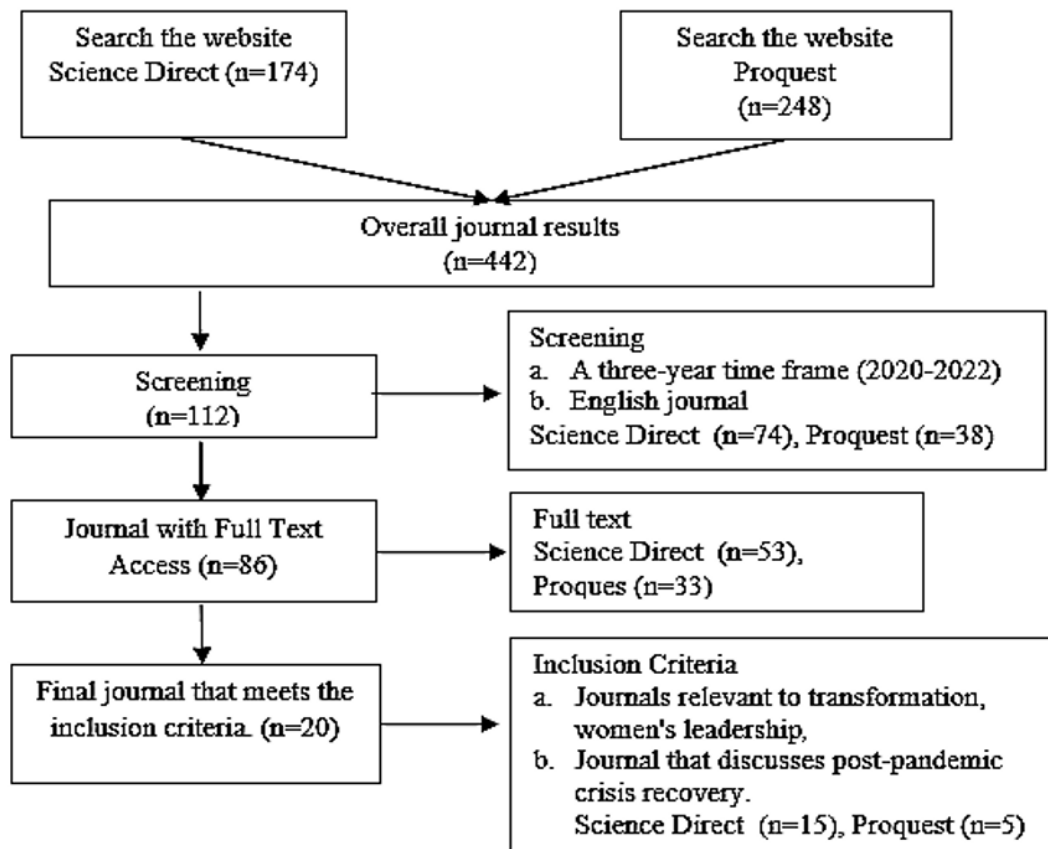 Search the website
Science Direct (n=174)
Search the website
Proquest
(n=248)
Overall journal results
(n=442)
Screening
(n=112)
Screening
a. A three-year time frame (2020-2022)
b. English journal
Science Direct (n=74), Proquest (n=38)
Journal with Full Text
Access (n=86)
Full text
Science Direct (n=53),
Proques (n=33)
Final journal that meets the
inclusion criteria. (n=20)
Inclusion Criteria
a. Journals relevant to transformation,
women's leadership,
b. Journal that discusses post-pandemic
crisis recovery.
Science Direct (n=15), Proquest (n=5)